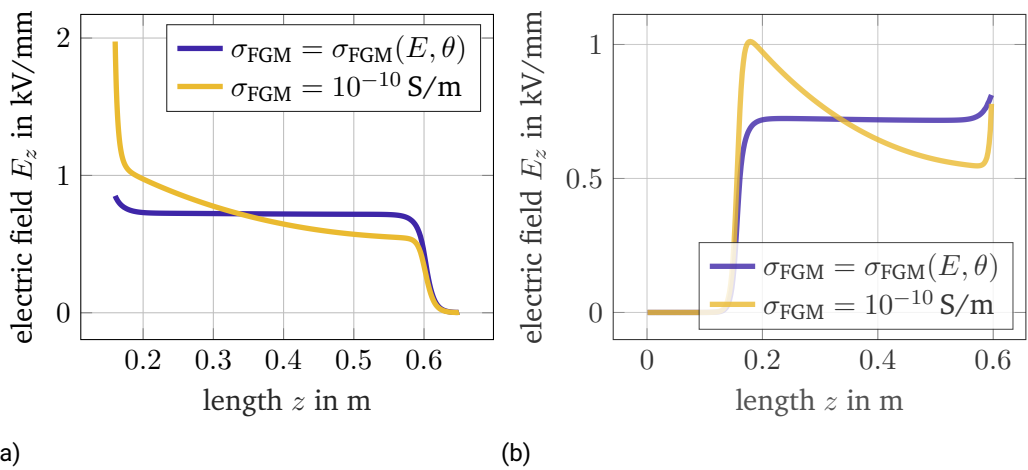 electric field E_z in kV/mm
2
1
0
σ_FGM = σ_FGM(E, θ)
σ_FGM = 10^−10 S/m
0.2 0.3 0.4 0.5 0.6
length z in m
a)
electric field E_z in kV/mm
1
0.5
0
σ_FGM = σ_FGM(E, θ)
σ_FGM = 10^−10 S/m
0 0.2 0.4 0.6
length z in m
(b)